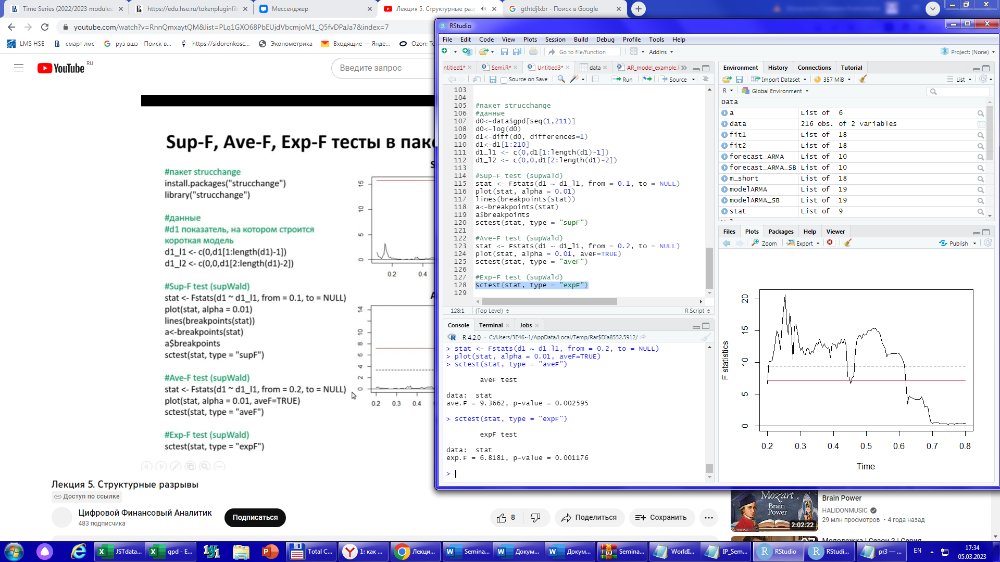 Time Series (2022/2023 modules
https://edu.hse.ru/tokenpluginfile
Мессенджер
Лекция 5. Структурные разр
gthtdjlxbr - Поиск в Google
youtube.com/watch?v=RnnQmxaytQM&list=PLq1GXO68PbEUjdVbcmjoM1_Q5fvDPaJa7&index=7
LMS HSE
смарт лмс
руз вшэ - Поиск в...
https://sidorenkosc...
Эконометрика
Входящие — Янде...
Ozon: То
YouTube RU
Введите запрос
Sup-F, Ave-F, Exp-F тесты в пак
#пакет strucchange
install.packages("strucchange")
library("strucchange")
#данные
#d1 показатель, на котором строится
короткая модель
d1_l1 <- c(0,d1[1:length(d1)-1])
d1_l2 <- c(0,0,d1[2:length(d1)-2])
#Sup-F test (supWald)
stat <- Fstats(d1 ~ d1_l1, from = 0.1, to = NULL)
plot(stat, alpha = 0.01)
lines(breakpoints(stat))
a<-breakpoints(stat)
a$breakpoints
sctest(stat, type = "supF")
#Ave-F test (supWald)
stat <- Fstats(d1 ~ d1_l1, from = 0.2, to = NULL)
plot(stat, alpha = 0.01, aveF=TRUE)
sctest(stat, type = "aveF")
#Exp-F test (supWald)
sctest(stat, type = "expF")
S
15
10
5
0
0.2 0.4
A
14
10
8
6
4
2
0
0.2 0.3 0.4
Лекция 5. Структурные разрывы
Доступ по ссылке
Цифровой Финансовый Аналитик
483 подписчика
Подписаться
8
Поделиться
Сохранить
Mozart
Brain
Power
2:02:22
Brain Power
HALIDONMUSIC
29 млн просмотров • 4 года назад
Молодежка | Сезон 2 | Серия
RStudio
File Edit Code View Plots Session Build Debug Profile Tools Help
Go to file/function
Addins
Project: (None)
ntitled1*
Semi.R*
Untitled3*
data
AR_model_example.R
Source on Save
Run
Source
103
104
105 #пакет strucchange
106 #данные
107 d0<-data$gpd[seq(1,211)]
108 d0<-log(d0)
109 d1<-diff(d0, differences=1)
110 d1<-d1[1:210]
111 d1_l1 <- c(0,d1[1:length(d1)-1])
112 d1_l2 <- c(0,0,d1[2:length(d1)-2])
113
114 #Sup-F test (supWald)
115 stat <- Fstats(d1 ~ d1_l1, from = 0.1, to = NULL)
116 plot(stat, alpha = 0.01)
117 lines(breakpoints(stat))
118 a<-breakpoints(stat)
119 a$breakpoints
120 sctest(stat, type = "supF")
121
122 #Ave-F test (supWald)
123 stat <- Fstats(d1 ~ d1_l1, from = 0.2, to = NULL)
124 plot(stat, alpha = 0.01, aveF=TRUE)
125 sctest(stat, type = "aveF")
126
127 #Exp-F test (supWald)
128 sctest(stat, type = "expF")
129
128:1
(Top Level)
R Script
Console
Terminal
Jobs
R 4.2.0 · C:/Users/3E46~1/AppData/Local/Temp/Rar$DIa8552.5912/
> stat <- Fstats(d1 ~ d1_l1, from = 0.2, to = NULL)
> plot(stat, alpha = 0.01, aveF=TRUE)
> sctest(stat, type = "aveF")
aveF test
data: stat
ave.F = 9.3662, p-value = 0.002595
> sctest(stat, type = "expF")
expF test
data: stat
exp.F = 6.8181, p-value = 0.001176
>
Environment History Connections Tutorial
Import Dataset
357 MiB
List
R
Global Environment
Data
a List of 6
data 216 obs. of 2 variables
fit1 List of 18
fit2 List of 18
forecast_ARMA List of 10
forecast_ARMA_SB List of 10
m_short List of 18
modelARMA List of 19
modelARMA_SB List of 19
stat List of 9
Files Plots Packages Help Viewer
Zoom
Export
Publish
F statistics
20
15
10
5
0
0.2 0.3 0.4 0.5 0.6 0.7 0.8
Time
JSTdata...
gpd - E...
Total C...
1: как ...
Лекци...
Semina...
Докум...
Докум...
Semina...
WorldI...
IP_Sem...
RStudio
RStudi...
pr3 — ...
EN
17:34
05.03.2023